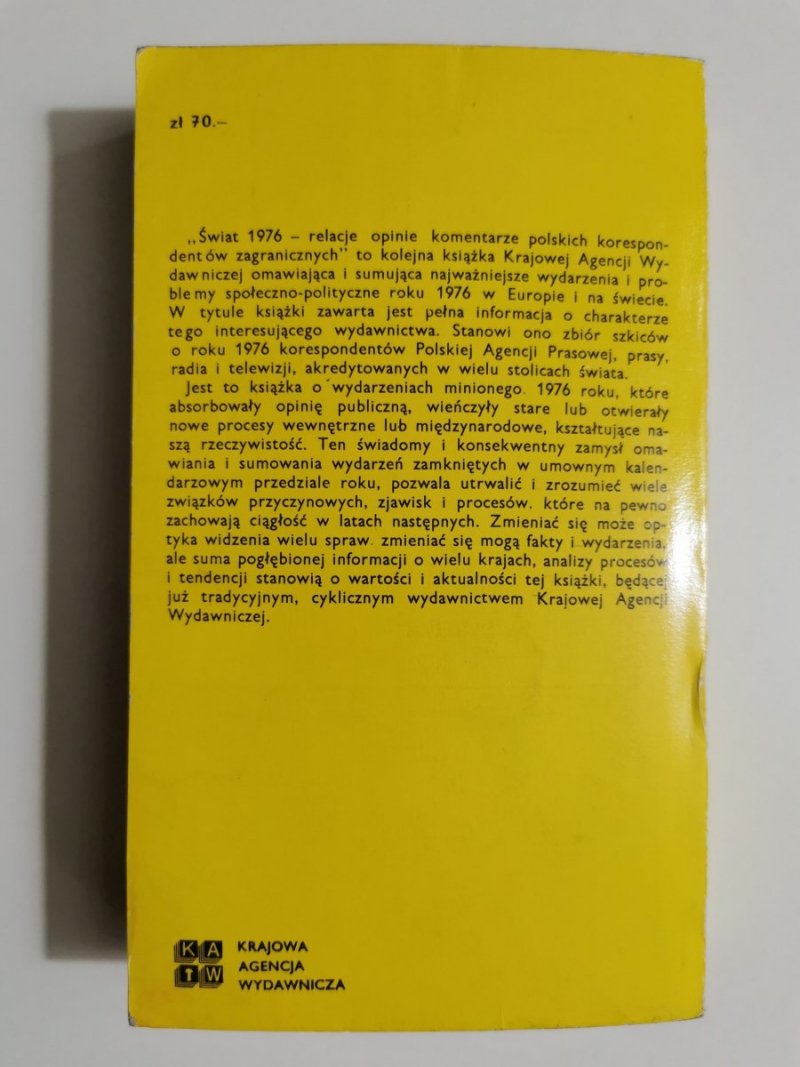 zł 70.—
„Świat 1976 – relacje opinie komentarze polskich korespon-
dentów zagranicznych" to kolejna książka Krajowej Agencji Wy-
dawniczej omawiająca i sumująca najważniejsze wydarzenia i pro-
blemy społeczno-polityczne roku 1976 w Europie i na świecie.
W tytule książki zawarta jest pełna informacja o charakterze
tego interesującego wydawnictwa. Stanowi ono zbiór szkiców
o roku 1976 korespondentów Polskiej Agencji Prasowej, prasy,
radia i telewizji, akredytowanych w wielu stolicach świata.
Jest to książka o wydarzeniach minionego 1976 roku, które
absorbowały opinię publiczną, wieńczyły stare lub otwierały
nowe procesy wewnętrzne lub międzynarodowe, kształtujące na-
szą rzeczywistość. Ten świadomy i konsekwentny zamysł oma-
wiania i sumowania wydarzeń zamkniętych w umownym kalen-
darzowym przedziale roku, pozwala utrwalić i zrozumieć wiele
związków przyczynowych, zjawisk i procesów. które na pewno
zachowają ciągłość w latach następnych. Zmieniać się może op-
tyka widzenia wielu spraw. zmieniać się mogą fakty i wydarzenia,
ale suma pogłębionej informacji o wielu krajach, analizy procesów
i tendencji stanowią o wartości i aktualności tej książki, będącej
już tradycyjnym, cyklicznym wydawnictwem Krajowej Agencji
Wydawniczej.
KA
W
KRAJOWA
AGENCJA
WYDAWNICZA